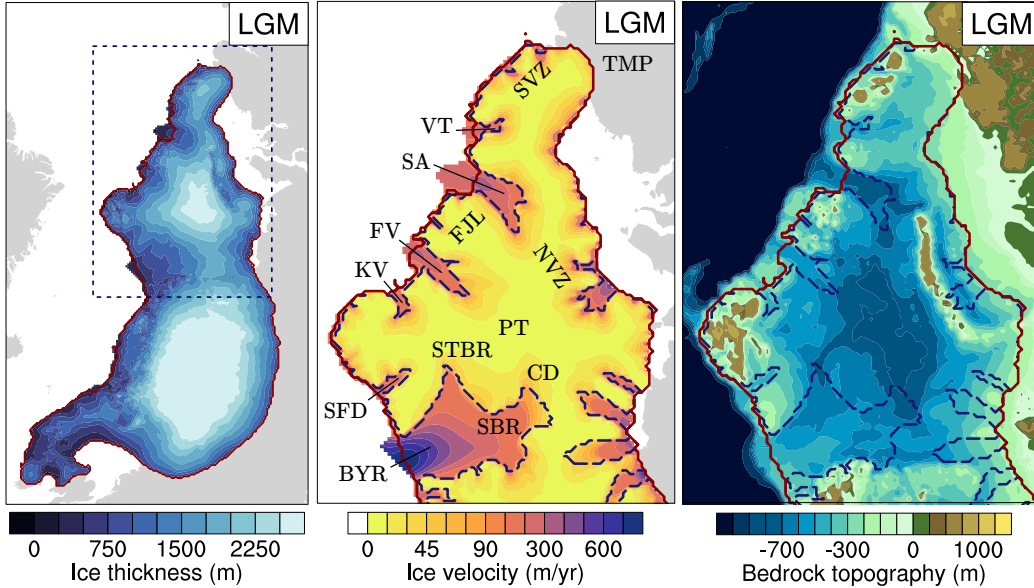 LGM
0 750 1500 2250
Ice thickness (m)
LGM
TMP
SVZ
VT
SA
FJL
FV
NVZ
KV
PT
STBR
CD
SFD
SBR
BYR
0 45 90 300 600
Ice velocity (m/yr)
LGM
-700 -300 0 1000
Bedrock topography (m)